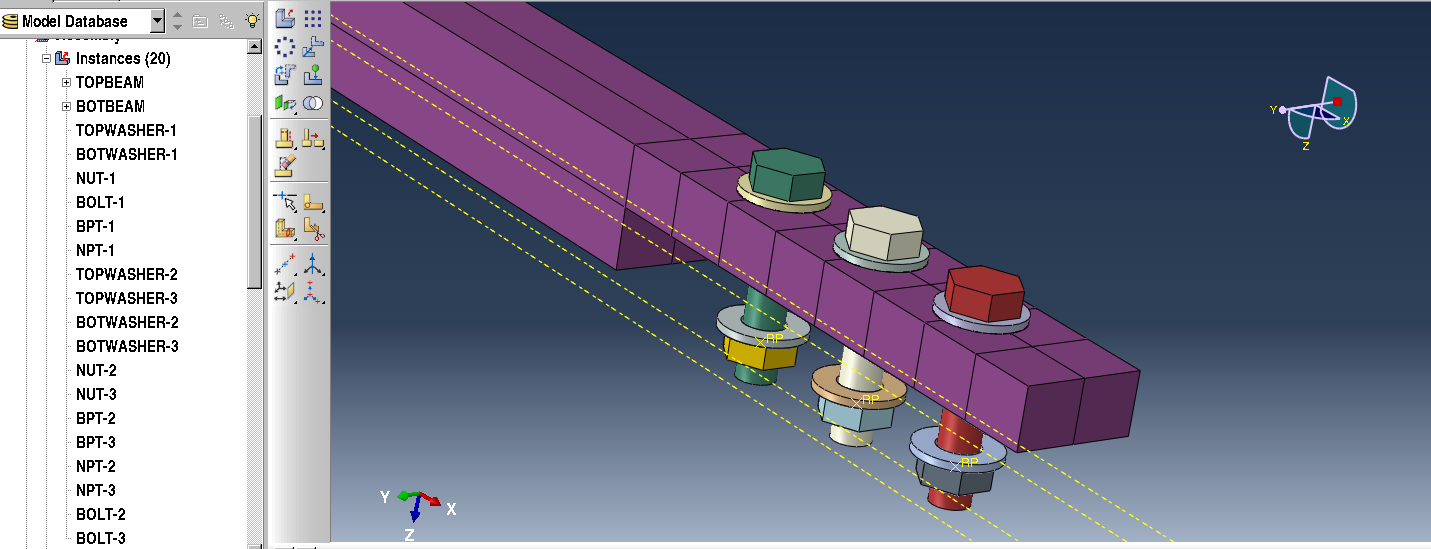 Model Database
Assembly
Instances (20)
TOPBEAM
BOTBEAM
TOPWASHER-1
BOTWASHER-1
NUT-1
BOLT-1
BPT-1
NPT-1
TOPWASHER-2
TOPWASHER-3
BOTWASHER-2
BOTWASHER-3
NUT-2
NUT-3
BPT-2
BPT-3
NPT-2
NPT-3
BOLT-2
BOLT-3
Y
X
Z
RP
RP
RP
Y
X
Z